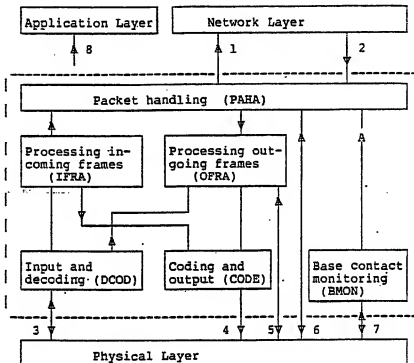 Application Layer
Network Layer
8
1
2
Packet handling (PAHA)
Processing in-
coming frames
(IFRA)
Processing out-
going frames
(OFRA)
Input and
decoding (DCOD)
Coding and
output (CODE)
Base contact
monitoring
(BMON)
3
4
5
6
7
Physical Layer